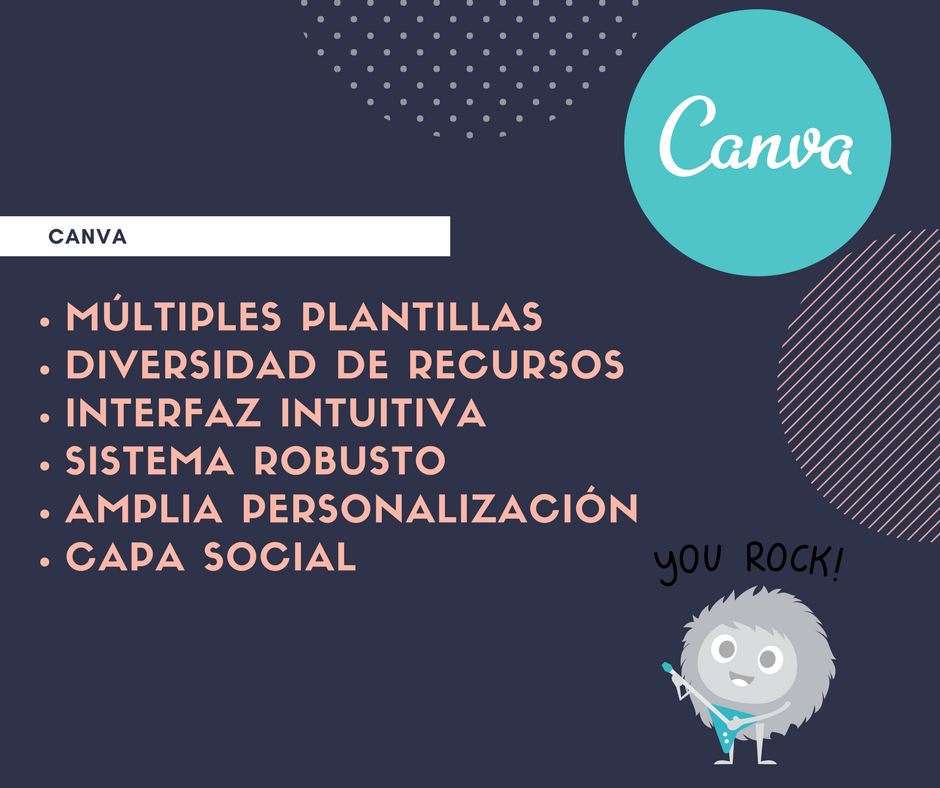 Canva
CANVA
• MÚLTIPLES PLANTILLAS
• DIVERSIDAD DE RECURSOS
• INTERFAZ INTUITIVA
• SISTEMA ROBUSTO
• AMPLIA PERSONALIZACIÓN
• CAPA SOCIAL
YOU ROCK!